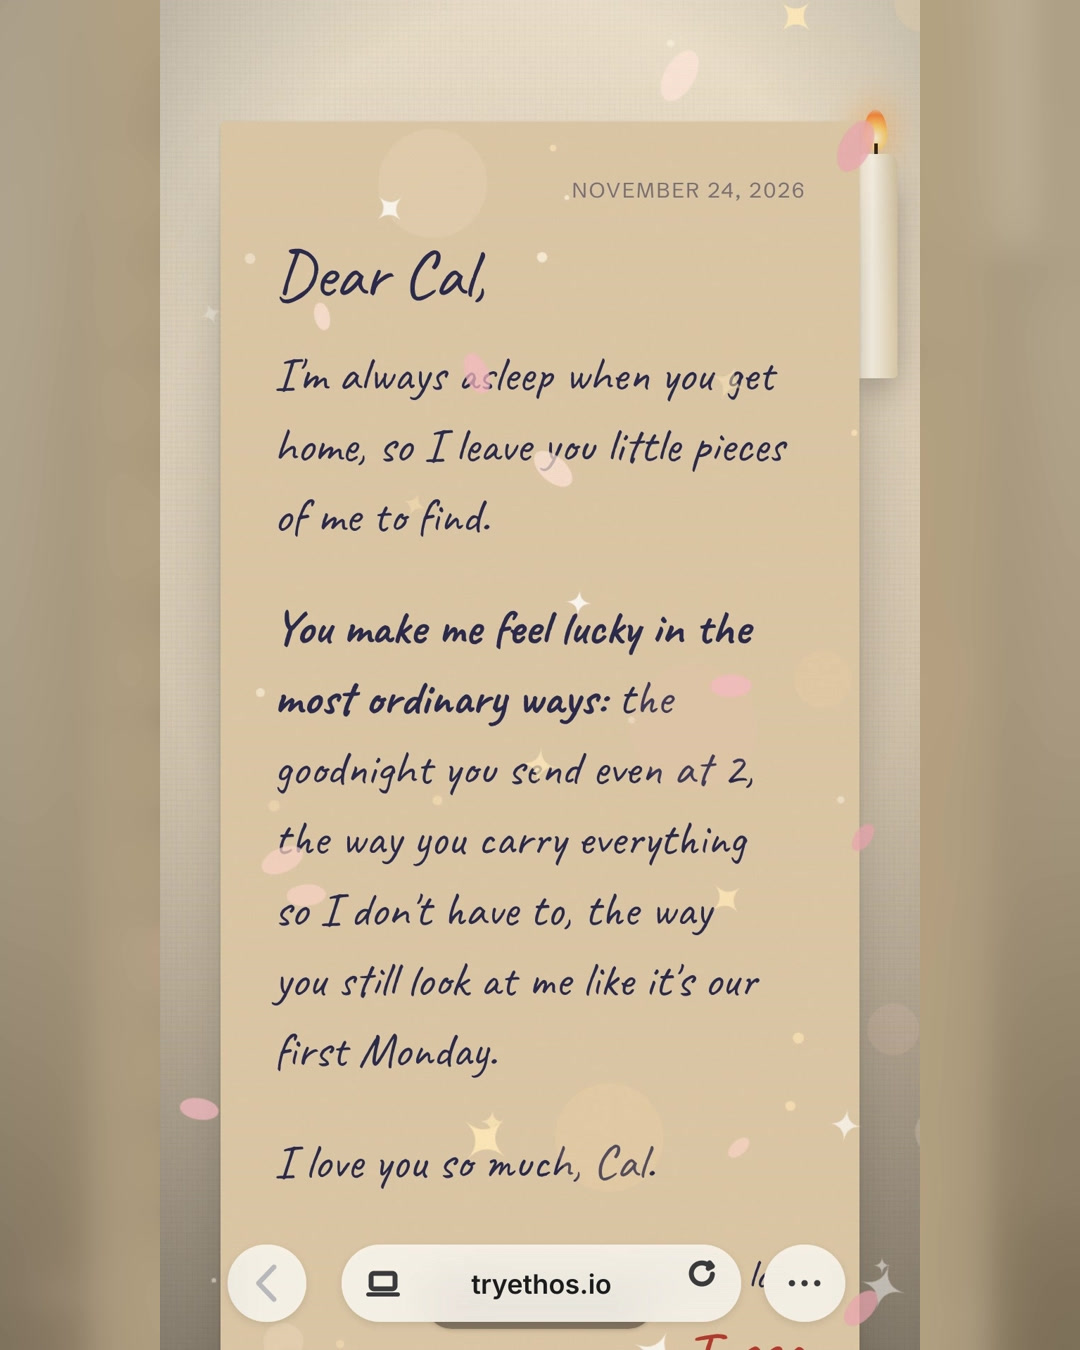 NOVEMBER 24, 2026
Dear Cal,
I'm always asleep when you get
home, so I leave you little pieces
of me to find.
You make me feel lucky in the
most ordinary ways: the
goodnight you send even at 2,
the way you carry everything
so I don't have to, the way
you still look at me like it's our
first Monday.
I love you so much, Cal.
tryethos.io